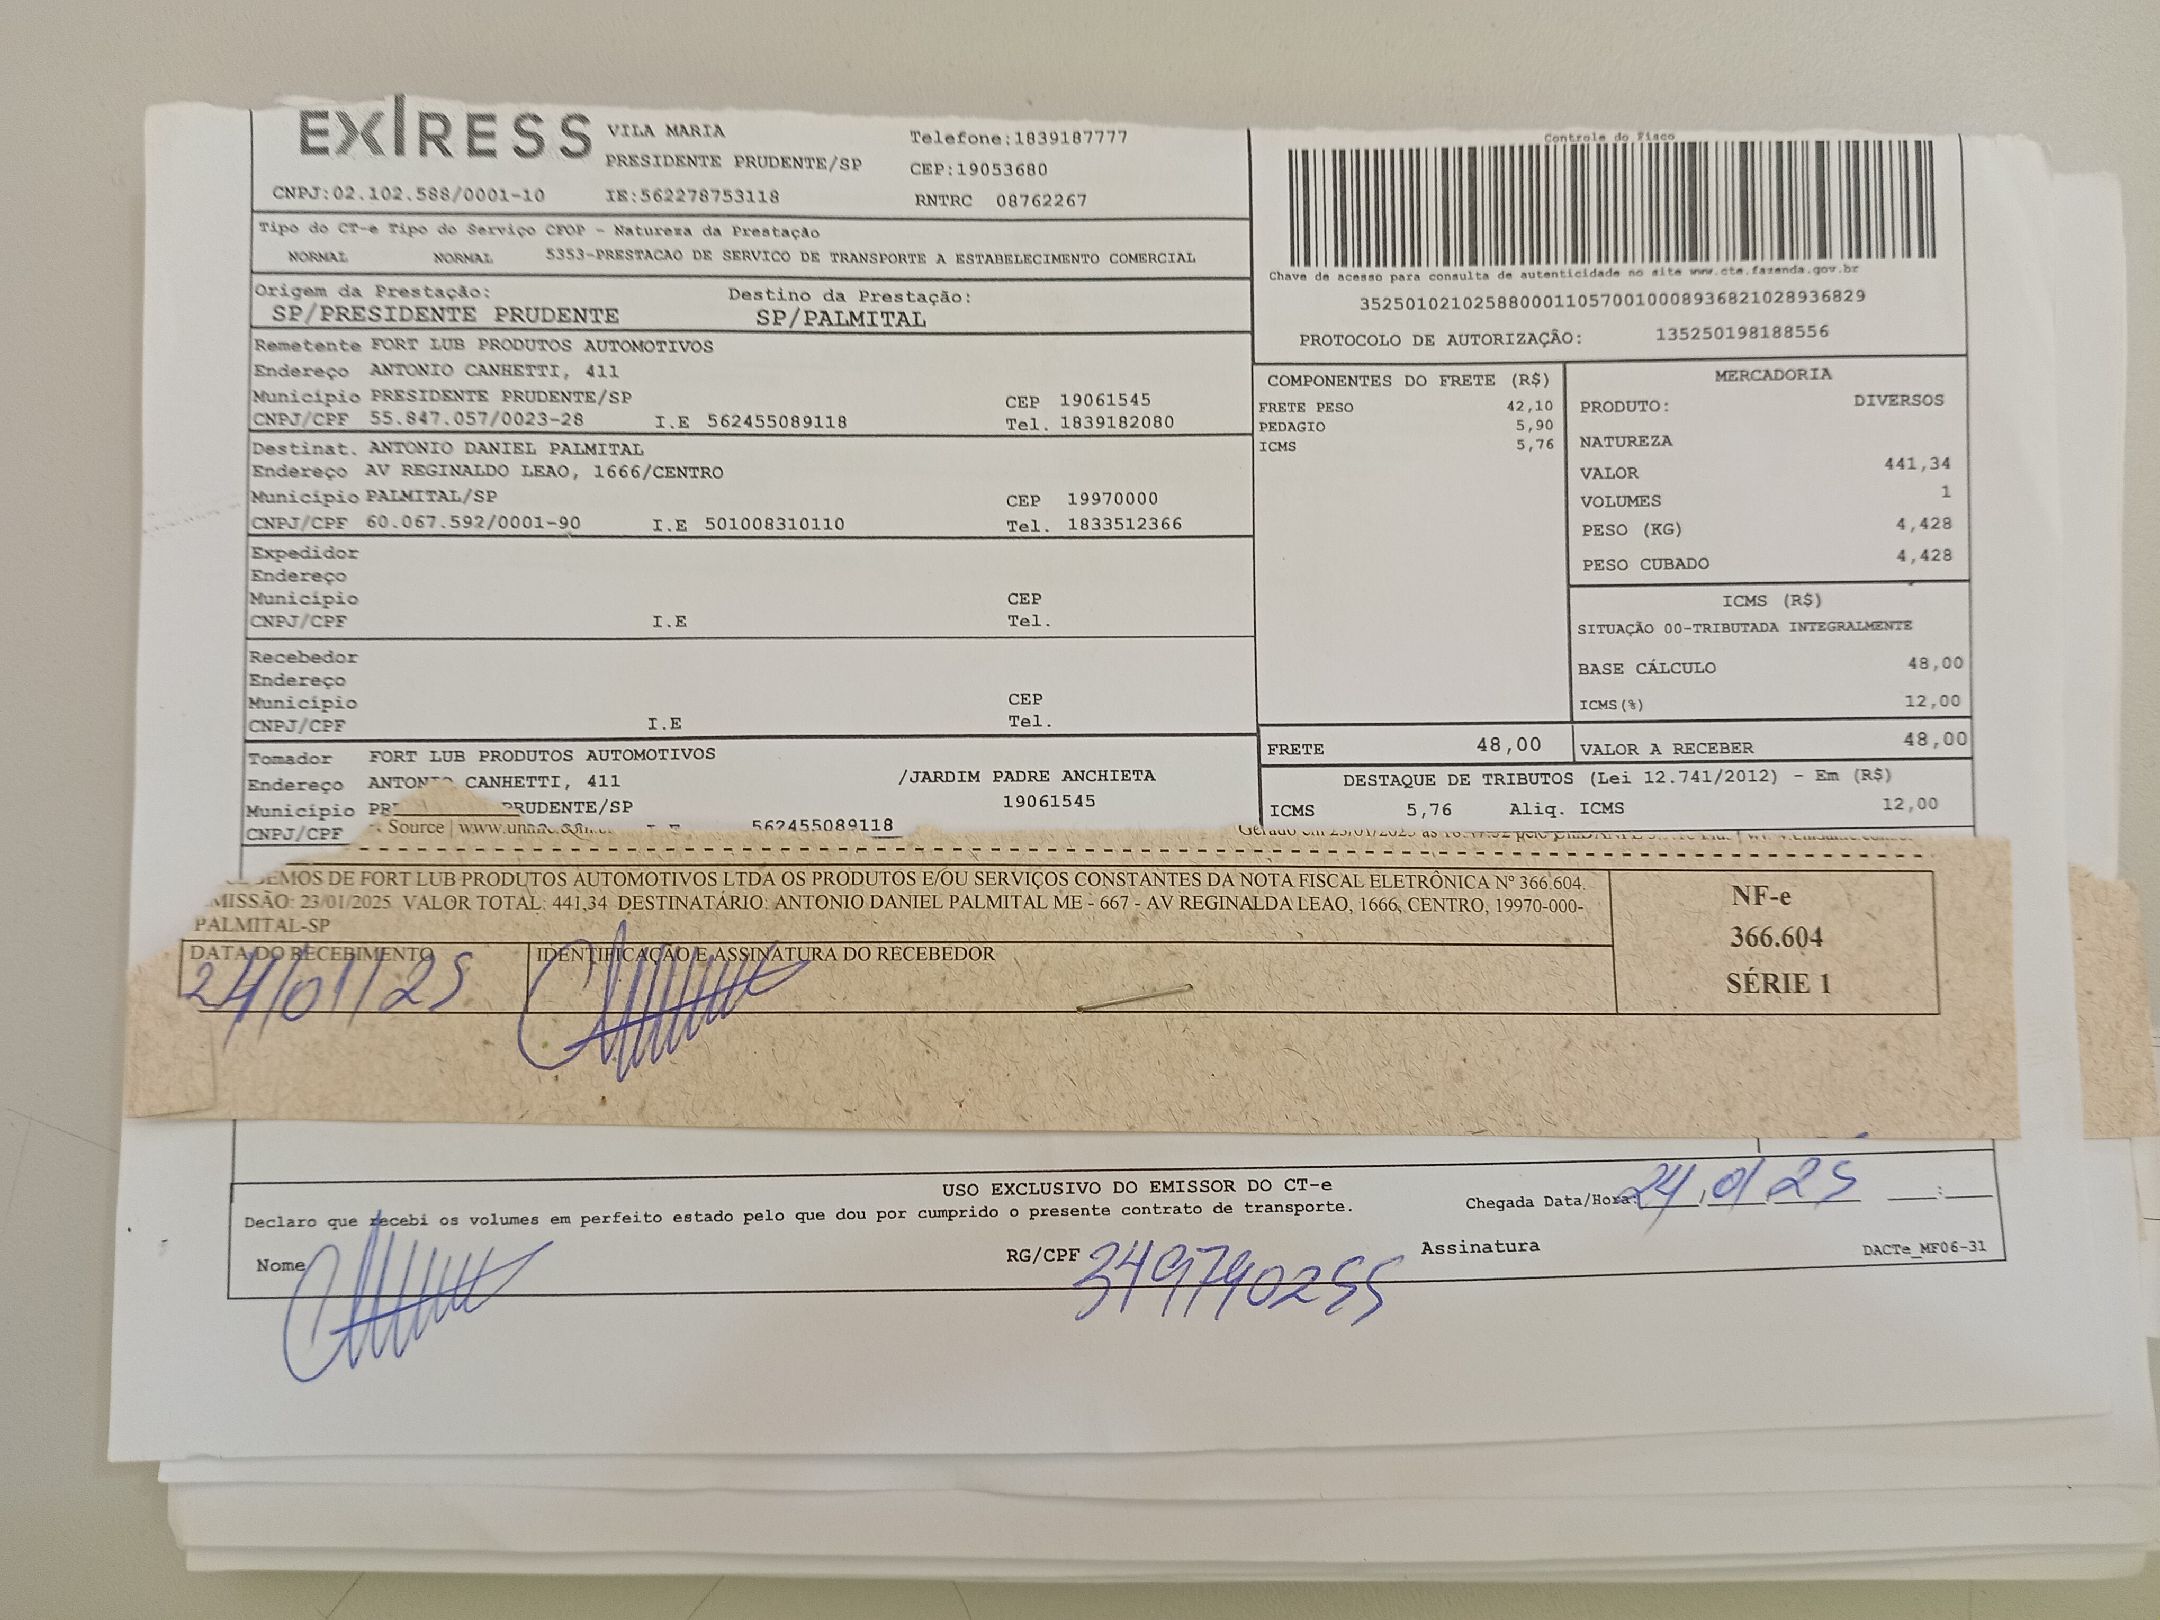 EXPRESS VILA MARIA Telefone:1839187777
PRESIDENTE PRUDENTE/SP CEP:19053680
CNPJ:02.102.588/0001-10 IE:562278753118 RNTRC 08762267
Tipo do CT-e Tipo do Serviço CFOP - Natureza da Prestação
NORMAL NORMAL 5353-PRESTACAO DE SERVICO DE TRANSPORTE A ESTABELECIMENTO COMERCIAL
Origem da Prestação: Destino da Prestação:
SP/PRESIDENTE PRUDENTE SP/PALMITAL
Remetente FORT LUB PRODUTOS AUTOMOTIVOS
Endereço ANTONIO CANHETTI, 411
Município PRESIDENTE PRUDENTE/SP CEP 19061545
CNPJ/CPF 55.847.057/0023-28 I.E 562455089118 Tel. 1839182080
Destinat. ANTONIO DANIEL PALMITAL
Endereço AV REGINALDO LEAO, 1666/CENTRO
Município PALMITAL/SP CEP 19970000
CNPJ/CPF 60.067.592/0001-90 I.E 501008310110 Tel. 1833512366
Expedidor
Endereço
Município CEP
CNPJ/CPF I.E Tel.
Recebedor
Endereço
Município CEP
CNPJ/CPF I.E Tel.
Tomador FORT LUB PRODUTOS AUTOMOTIVOS
Endereço ANTONIO CANHETTI, 411 /JARDIM PADRE ANCHIETA
Município PR PRUDENTE/SP 19061545
CNPJ/CPF 562455089118
Controle do Fisco
Chave de acesso para consulta de autenticidade no site www.cte.fazenda.gov.br
35250102102588000110570010008936821028936829
PROTOCOLO DE AUTORIZAÇÃO: 135250198188556
COMPONENTES DO FRETE (R$)
FRETE PESO 42,10
PEDAGIO 5,90
ICMS 5,76
MERCADORIA
PRODUTO: DIVERSOS
NATUREZA
VALOR 441,34
VOLUMES 1
PESO (KG) 4,428
PESO CUBADO 4,428
ICMS (R$)
SITUAÇÃO 00-TRIBUTADA INTEGRALMENTE
BASE CÁLCULO 48,00
ICMS(%) 12,00
FRETE 48,00 VALOR A RECEBER 48,00
DESTAQUE DE TRIBUTOS (Lei 12.741/2012) - Em (R$)
ICMS 5,76 Aliq. ICMS 12,00
Source |
EMOS DE FORT LUB PRODUTOS AUTOMOTIVOS LTDA OS PRODUTOS E/OU SERVIÇOS CONSTANTES DA NOTA FISCAL ELETRÔNICA Nº 366.604.
MISSÃO: 23/01/2025 VALOR TOTAL: 441,34 DESTINATÁRIO: ANTONIO DANIEL PALMITAL ME - 667 - AV REGINALDA LEAO, 1666, CENTRO, 19970-000-
PALMITAL-SP
DATA DO RECEBIMENTO IDENTIFICAÇÃO E ASSINATURA DO RECEBEDOR
24/01/25
NF-e
366.604
SÉRIE 1
USO EXCLUSIVO DO EMISSOR DO CT-e
Declaro que recebi os volumes em perfeito estado pelo que dou por cumprido o presente contrato de transporte.
Chegada Data/Hora: 24/01/25 __:__
Nome RG/CPF 3497940255 Assinatura DACTe_MF06-31